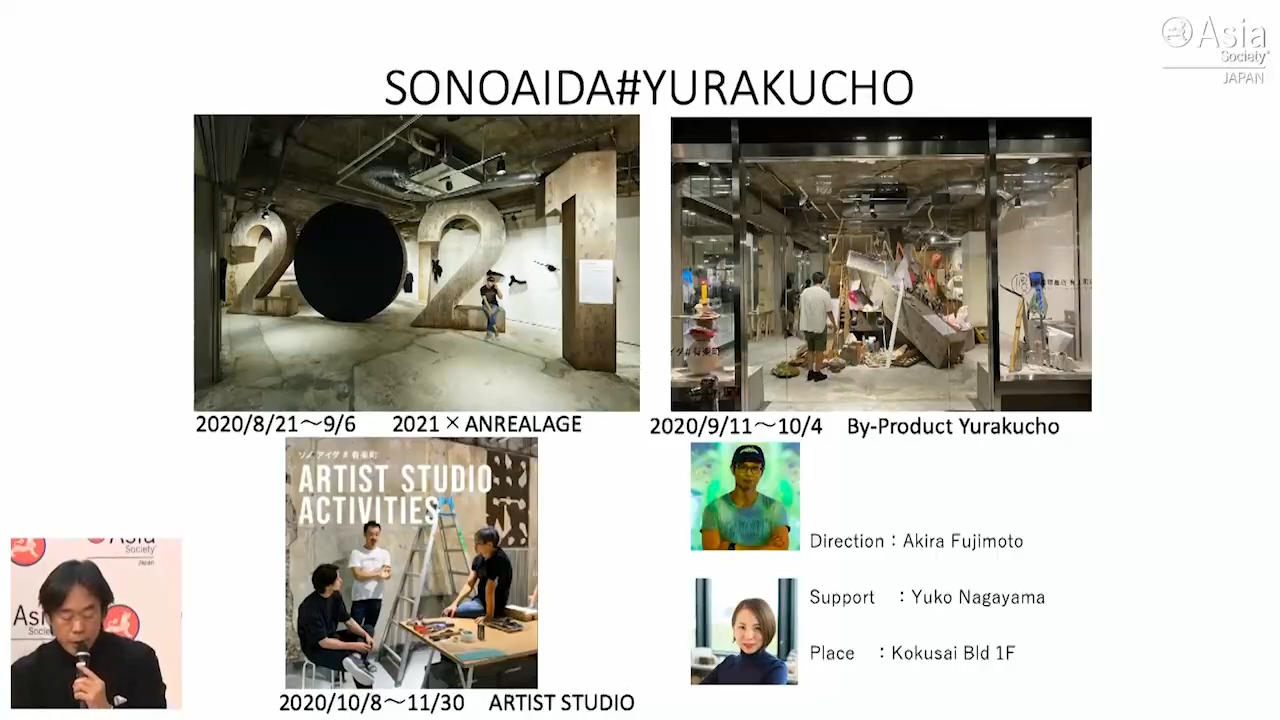 Asia
Society
JAPAN
SONOAIDA#YURAKUCHO
2020/8/21～9/6 2021×ANREALAGE
2020/9/11～10/4 By-Product Yurakucho
ソノ アイダ # 有楽町
ARTIST STUDIO
ACTIVITIES
Direction：Akira Fujimoto
Support ：Yuko Nagayama
Place ：Kokusai Bld 1F
2020/10/8～11/30 ARTIST STUDIO
Asia
Society
Japan